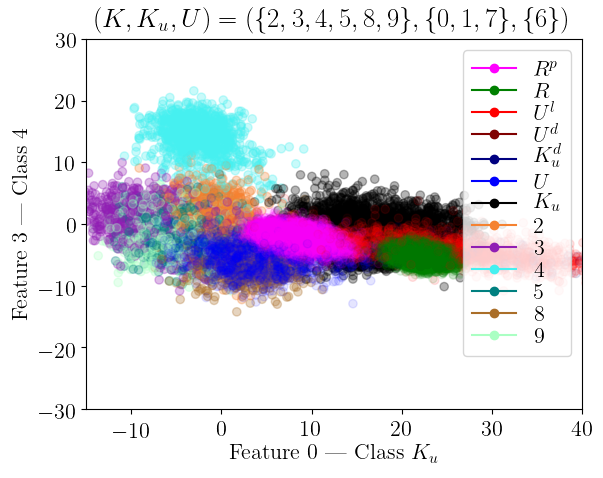 (K, K_u, U) = ({2, 3, 4, 5, 8, 9}, {0, 1, 7}, {6})
30
20
10
0
−10
−20
−30
Feature 3 — Class 4
R^p
R
U^l
U^d
K_u^d
U
K_u
2
3
4
5
8
9
−10
0
10
20
30
40
Feature 0 — Class K_u